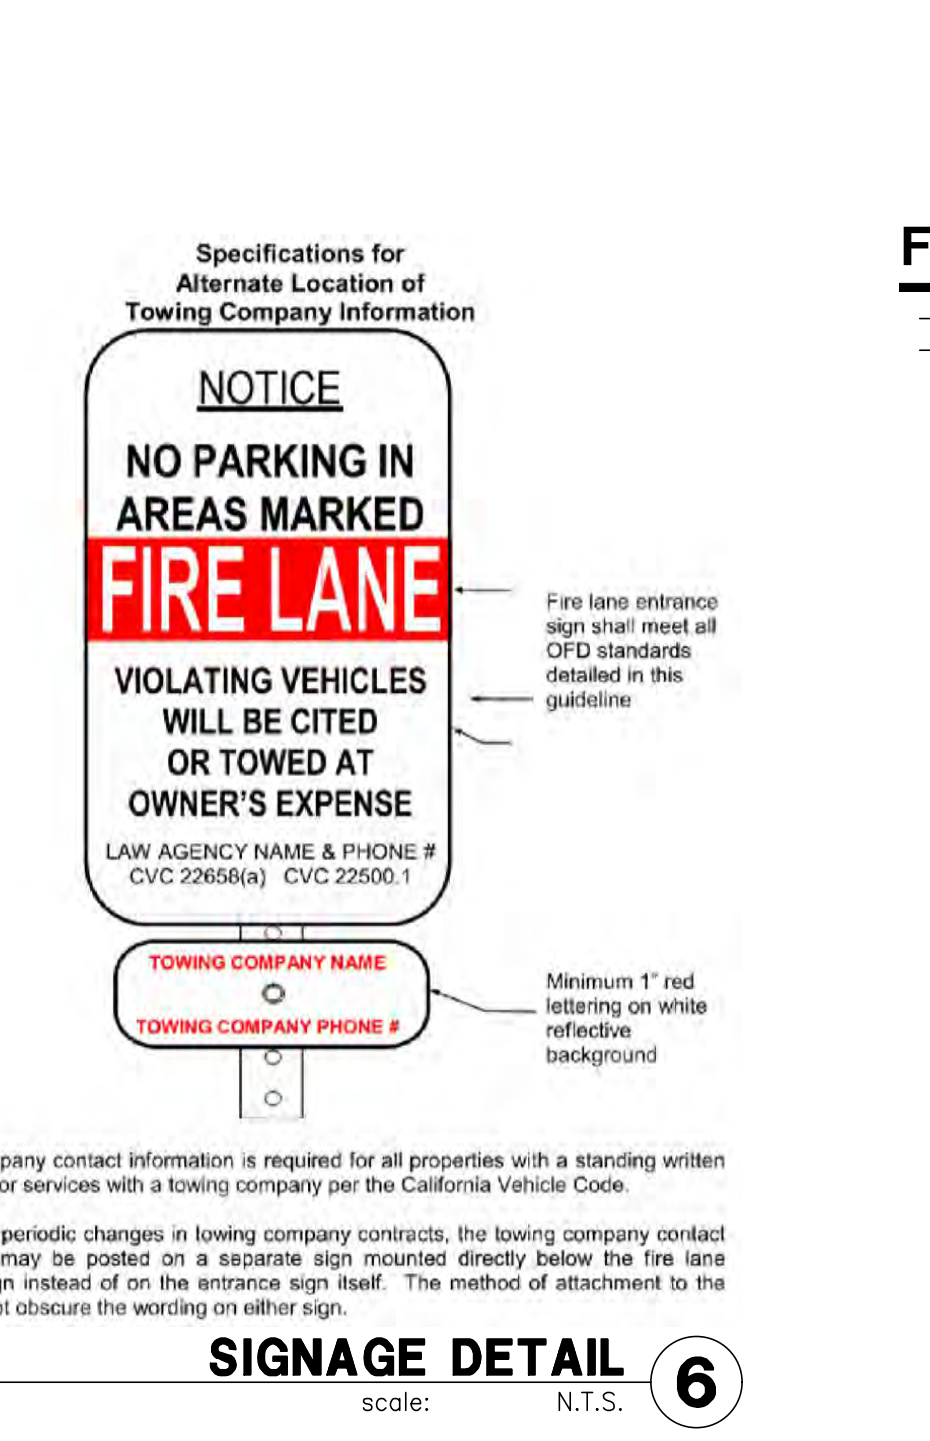 Specifications for
Alternate Location of
Towing Company Information
NOTICE
NO PARKING IN
AREAS MARKED
FIRE LANE
VIOLATING VEHICLES
WILL BE CITED
OR TOWED AT
OWNER'S EXPENSE
LAW AGENCY NAME & PHONE #
CVC 22658(a) CVC 22500.1
TOWING COMPANY NAME
TOWING COMPANY PHONE #
Fire lane entrance
sign shall meet all
OFD standards
detailed in this
guideline
Minimum 1" red
lettering on white
reflective
background
pany contact information is required for all properties with a standing written
or services with a towing company per the California Vehicle Code.
periodic changes in towing company contracts, the towing company contact
may be posted on a separate sign mounted directly below the fire lane
gn instead of on the entrance sign itself. The method of attachment to the
ot obscure the wording on either sign.
SIGNAGE DETAIL
6
scale: N.T.S.
F